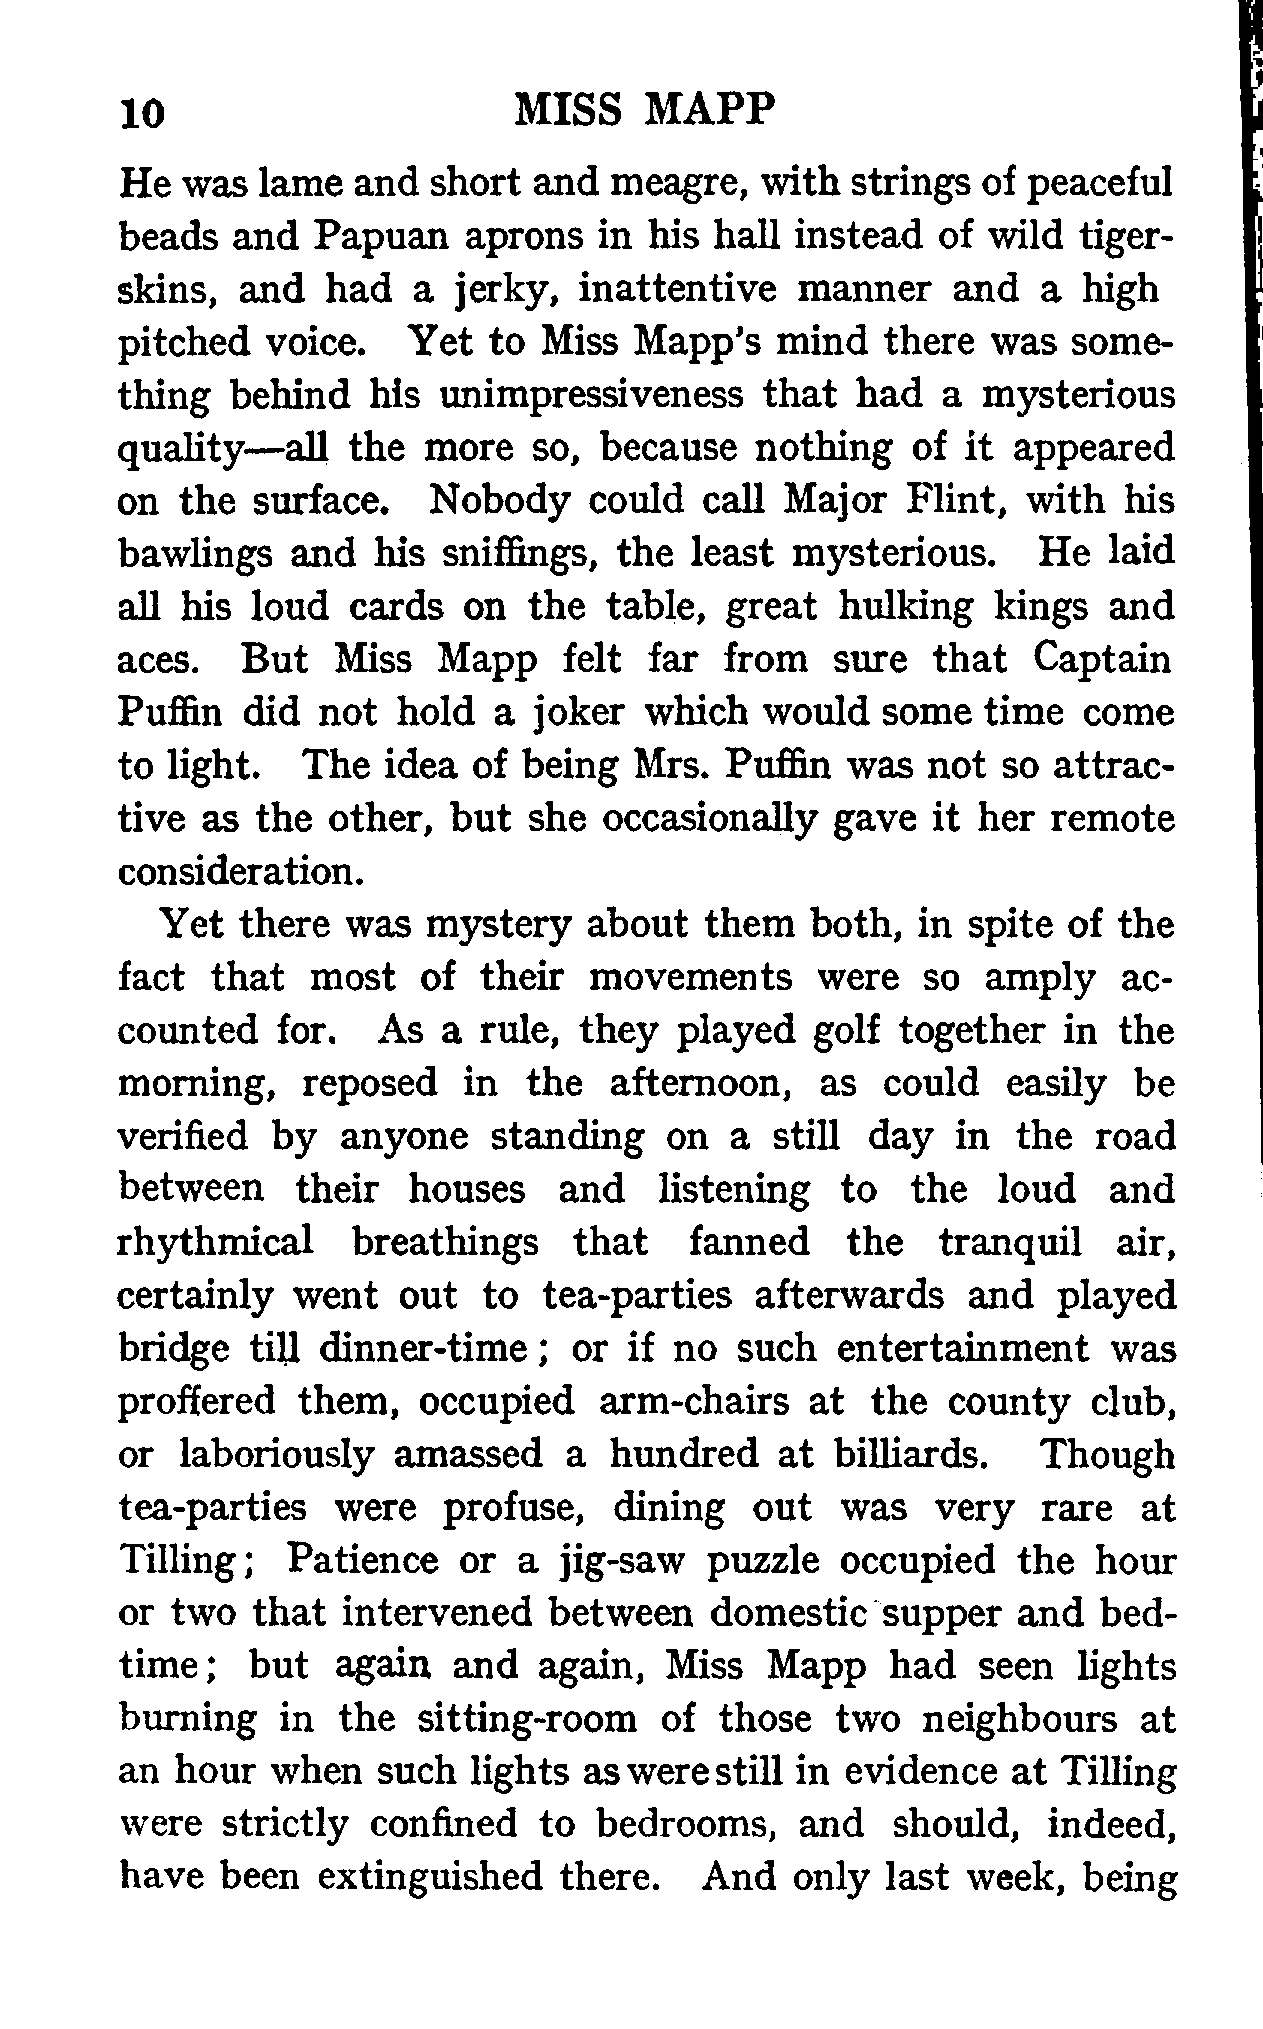 10 MISS MAPP
He was lame and short and meagre, with strings of peaceful
beads and Papuan aprons in his hall instead of wild tiger-
skins, and had a jerky, inattentive manner and a high
pitched voice. Yet to Miss Mapp's mind there was some-
thing behind his unimpressiveness that had a mysterious
quality—all the more so, because nothing of it appeared
on the surface. Nobody could call Major Flint, with his
bawlings and his sniffings, the least mysterious. He laid
all his loud cards on the table, great hulking kings and
aces. But Miss Mapp felt far from sure that Captain
Puffin did not hold a joker which would some time come
to light. The idea of being Mrs. Puffin was not so attrac-
tive as the other, but she occasionally gave it her remote
consideration.
Yet there was mystery about them both, in spite of the
fact that most of their movements were so amply ac-
counted for. As a rule, they played golf together in the
morning, reposed in the afternoon, as could easily be
verified by anyone standing on a still day in the road
between their houses and listening to the loud and
rhythmical breathings that fanned the tranquil air,
certainly went out to tea-parties afterwards and played
bridge till dinner-time; or if no such entertainment was
proffered them, occupied arm-chairs at the county club,
or laboriously amassed a hundred at billiards. Though
tea-parties were profuse, dining out was very rare at
Tilling; Patience or a jig-saw puzzle occupied the hour
or two that intervened between domestic supper and bed-
time; but again and again, Miss Mapp had seen lights
burning in the sitting-room of those two neighbours at
an hour when such lights as were still in evidence at Tilling
were strictly confined to bedrooms, and should, indeed,
have been extinguished there. And only last week, being